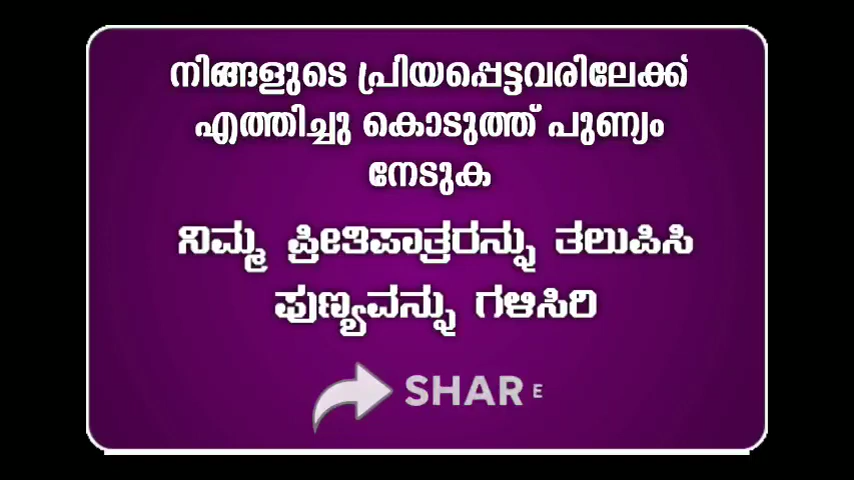 നിങ്ങളുടെ പ്രിയപ്പെട്ടവരിലേക്ക്
എത്തിച്ചു കൊടുത്ത് പുണ്യം
നേടുക
ನಿಮ್ಮ ಪ್ರೀತಿಪಾತ್ರರನ್ನು ತಲುಪಿಸಿ
ಪುಣ್ಯವನ್ನು ಗಳಿಸಿರಿ
SHARE